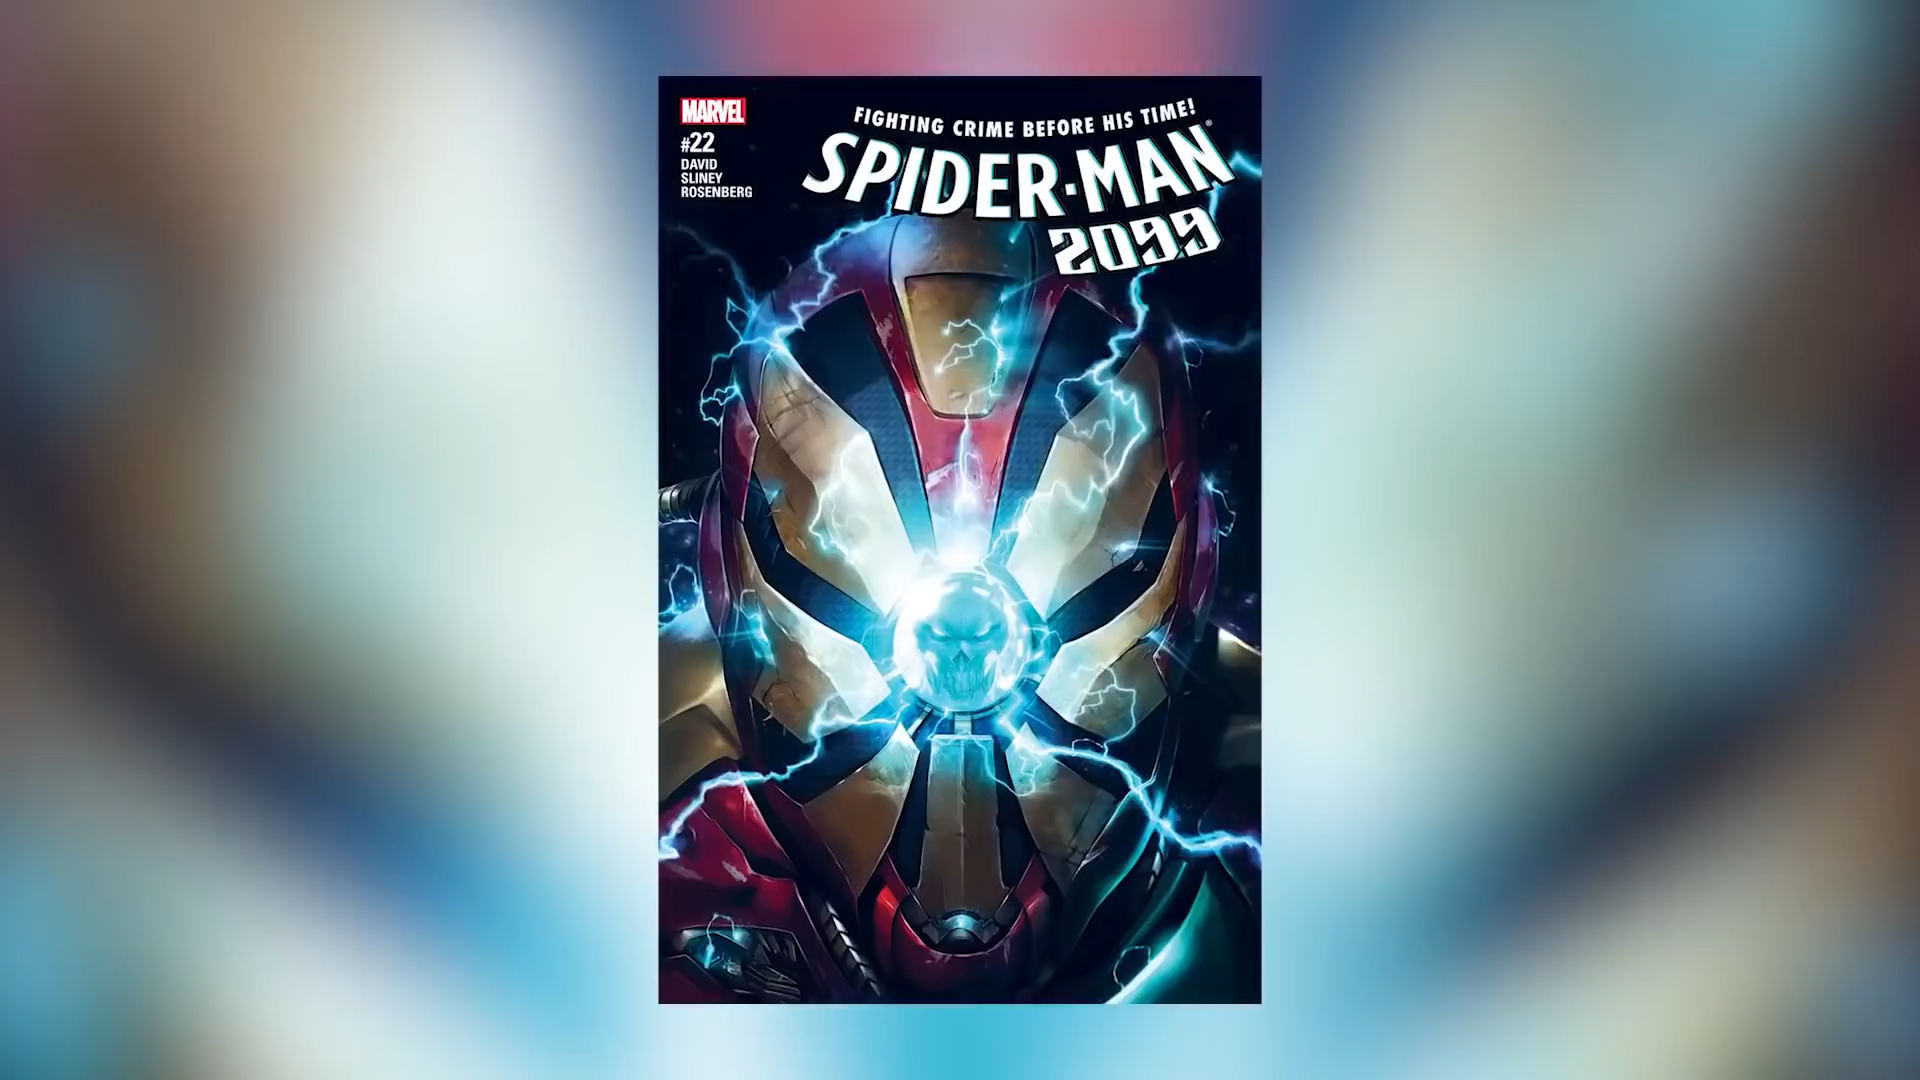 MARVEL
#22
DAVID
SLINEY
ROSENBERG
FIGHTING CRIME BEFORE HIS TIME!
SPIDER-MAN
2099